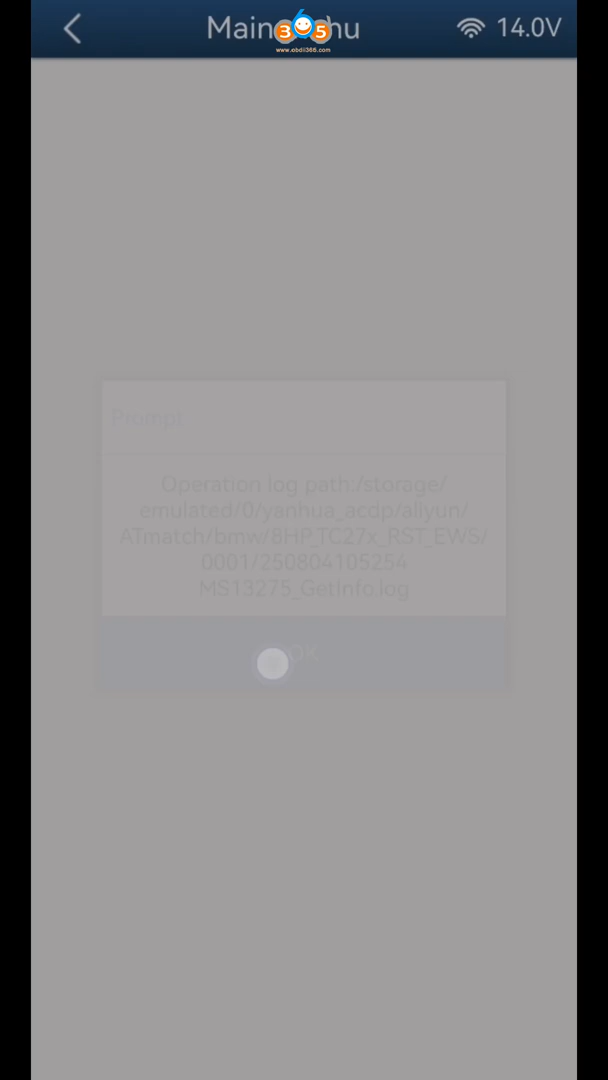 Main
hu
14.0V
365
www.obdii365.com
Prompt
Operation log path:/storage/
emulated/0/yanhua_acdp/aliyun/
ATmatch/bmw/8HP_TC27x_RST_EWS/
0001/250804105254
MS13275_GetInfo.log
OK